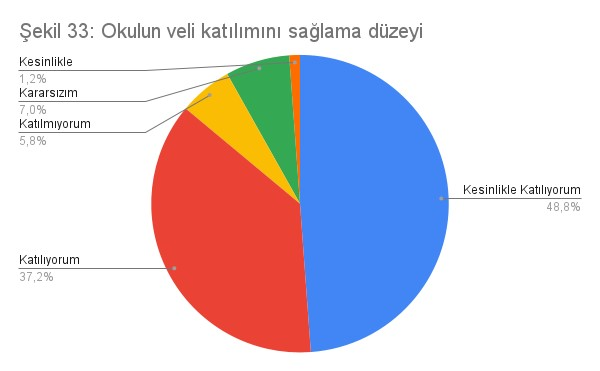 Şekil 33: Okulun veli katılımını sağlama düzeyi
Kesinlikle
1,2%
Kararsızım
7,0%
Katılmıyorum
5,8%
Kesinlikle Katılıyorum
48,8%
Katılıyorum
37,2%